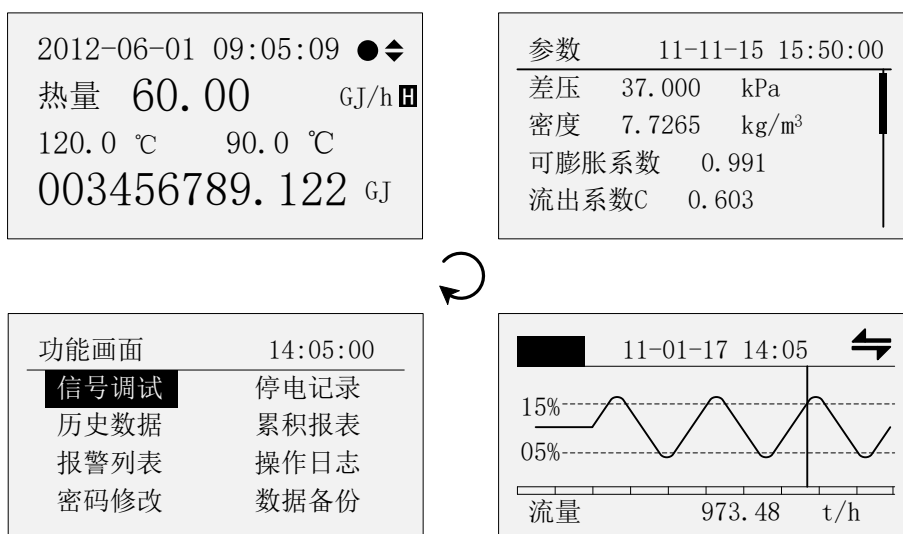 2012-06-01 09:05:09
热量 60.00 GJ/h H
120.0 ℃ 90.0 ℃
003456789.122 GJ
参数 11-11-15 15:50:00
差压 37.000 kPa
密度 7.7265 kg/m³
可膨胀系数 0.991
流出系数C 0.603
功能画面 14:05:00
信号调试 停电记录
历史数据 累积报表
报警列表 操作日志
密码修改 数据备份
11-01-17 14:05
15%
05%
流量 973.48 t/h